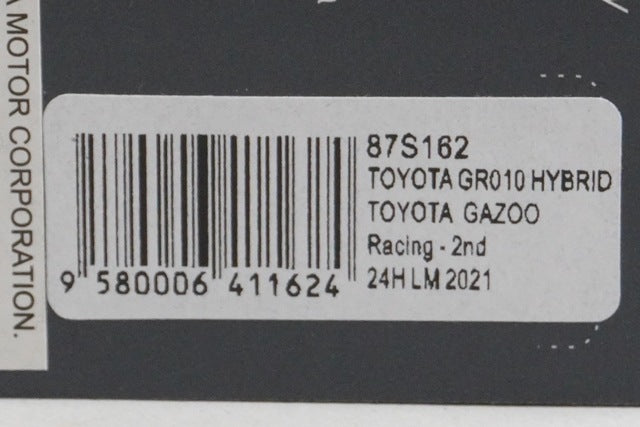 MOTOR CORPORATION.
87S162
TOYOTA GR010 HYBRID
TOYOTA GAZOO
Racing - 2nd
24H LM 2021
9 580006 411624